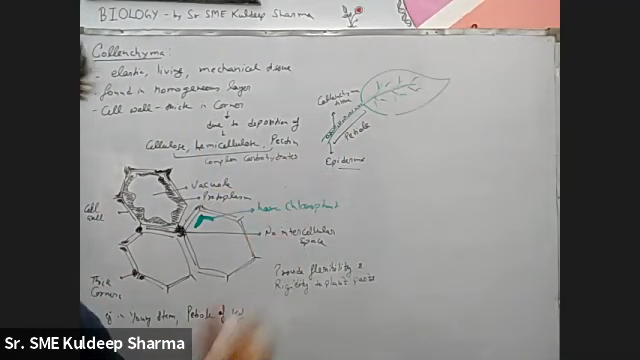 BIOLOGY - by Sr SME Kuldeep Sharma
Collenchyma:
- elastic, living, mechanical tissue
- found in homogeneous layer
- Cell wall - thick in Corner
due to deposition of
Cellulose, hemicellulose, Pectin
Complex Carbohydrates
Collenchyma
tissue
Petiole
Epidermis
Vacuole
Protoplasm
Cell
wall
have chloroplast
No intercellular
space
Thick
Corners
Provide flexibility &
Rigidity to plant parts
eg in young stem, Petiole of
Sr. SME Kuldeep Sharma